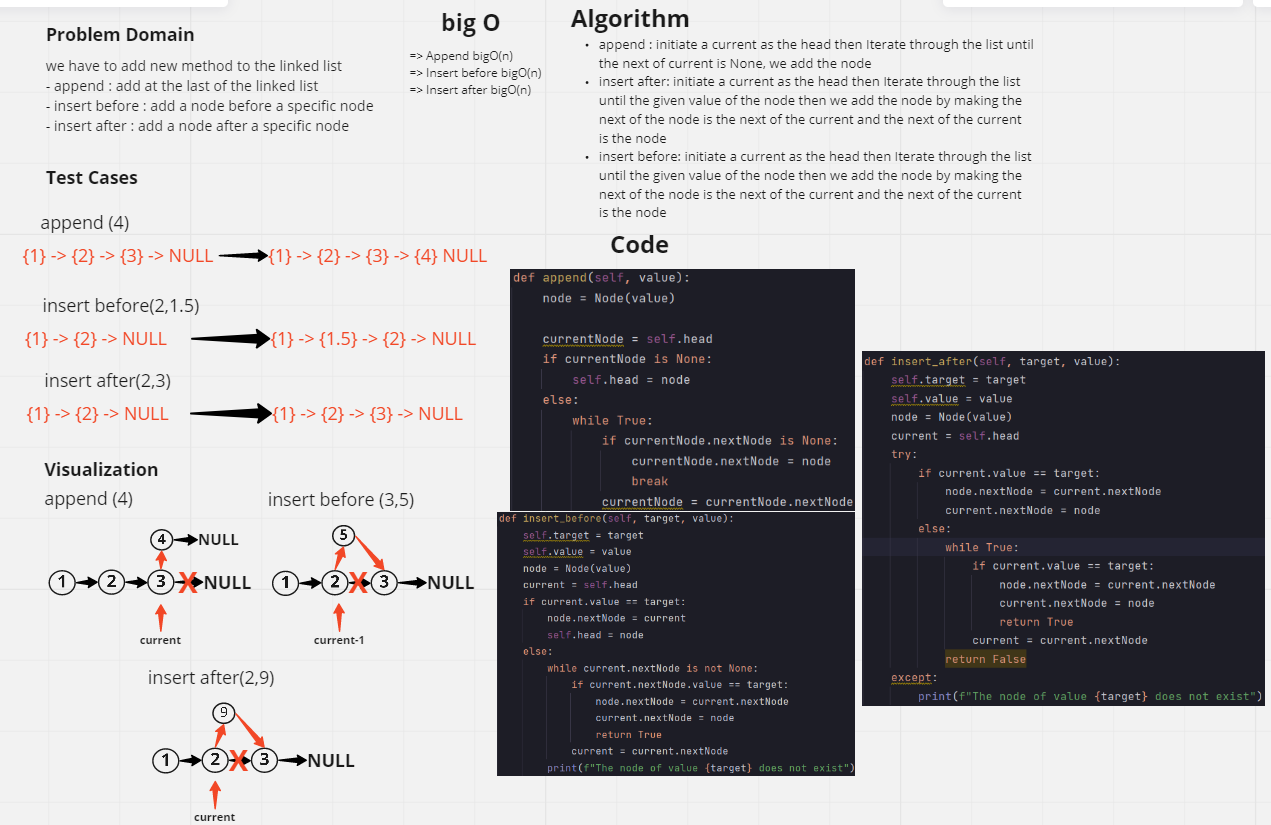 Problem Domain
we have to add new method to the linked list
- append : add at the last of the linked list
- insert before : add a node before a specific node
- insert after : add a node after a specific node
big O
=> Append bigO(n)
=> Insert before bigO(n)
=> Insert after bigO(n)
Algorithm
• append : initiate a current as the head then Iterate through the list until
the next of current is None, we add the node
• insert after: initiate a current as the head then Iterate through the list
until the given value of the node then we add the node by making the
next of the node is the next of the current and the next of the current
is the node
• insert before: initiate a current as the head then Iterate through the list
until the given value of the node then we add the node by making the
next of the node is the next of the current and the next of the current
is the node
Test Cases
append (4)
{1} -> {2} -> {3} -> NULL {1} -> {2} -> {3} -> {4} NULL
insert before(2,1.5)
{1} -> {2} -> NULL {1} -> {1.5} -> {2} -> NULL
insert after(2,3)
{1} -> {2} -> NULL {1} -> {2} -> {3} -> NULL
Visualization
append (4)
4 NULL
1 2 3 X NULL
current
insert before (3,5)
5
1 2 X 3 NULL
current-1
insert after(2,9)
9
1 2 X 3 NULL
current
Code
def append(self, value):
node = Node(value)
currentNode = self.head
if currentNode is None:
self.head = node
else:
while True:
if currentNode.nextNode is None:
currentNode.nextNode = node
break
currentNode = currentNode.nextNode
def insert_before(self, target, value):
self.target = target
self.value = value
node = Node(value)
current = self.head
if current.value == target:
node.nextNode = current
self.head = node
else:
while current.nextNode is not None:
if current.nextNode.value == target:
node.nextNode = current.nextNode
current.nextNode = node
return True
current = current.nextNode
print(f"The node of value {target} does not exist")
def insert_after(self, target, value):
self.target = target
self.value = value
node = Node(value)
current = self.head
try:
if current.value == target:
node.nextNode = current.nextNode
current.nextNode = node
else:
while True:
if current.value == target:
node.nextNode = current.nextNode
current.nextNode = node
return True
current = current.nextNode
return False
except:
print(f"The node of value {target} does not exist")